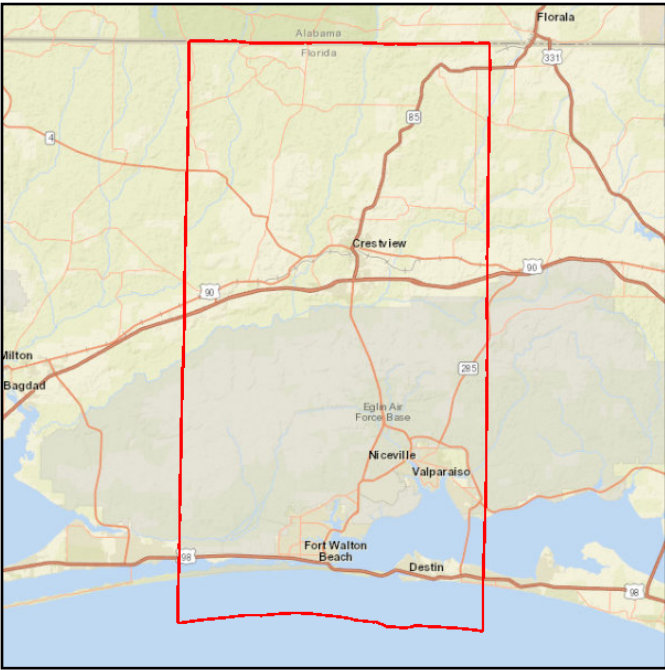 Florala
Alabama
Florida
331
85
4
Crestview
90
90
Milton
285
Bagdad
Eglin Air
Force Base
Niceville
Valparaiso
Fort Walton
Beach
98
Destin
98